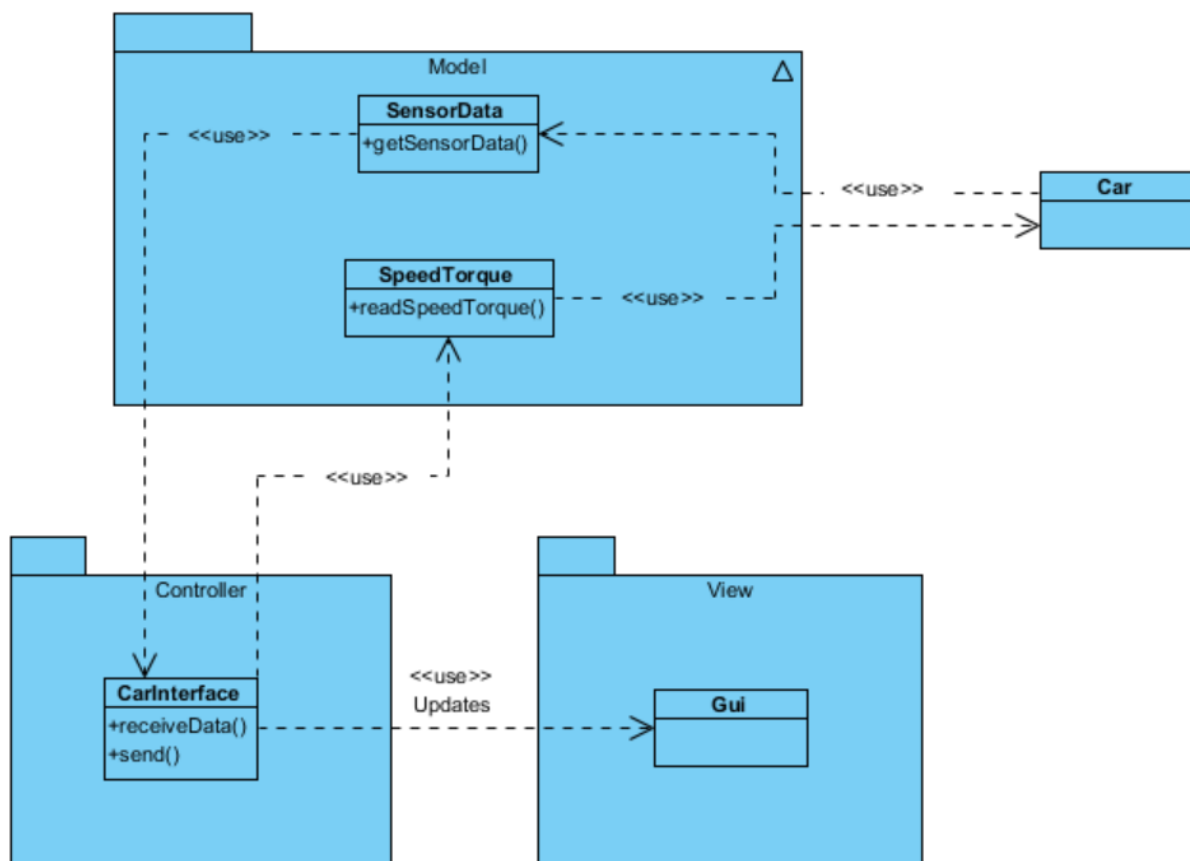 Model
SensorData
+getSensorData()
<<use>>
<<use>>
Car
SpeedTorque
+readSpeedTorque()
<<use>>
<<use>>
Controller
View
CarInterface
+receiveData()
+send()
<<use>>
Updates
Gui